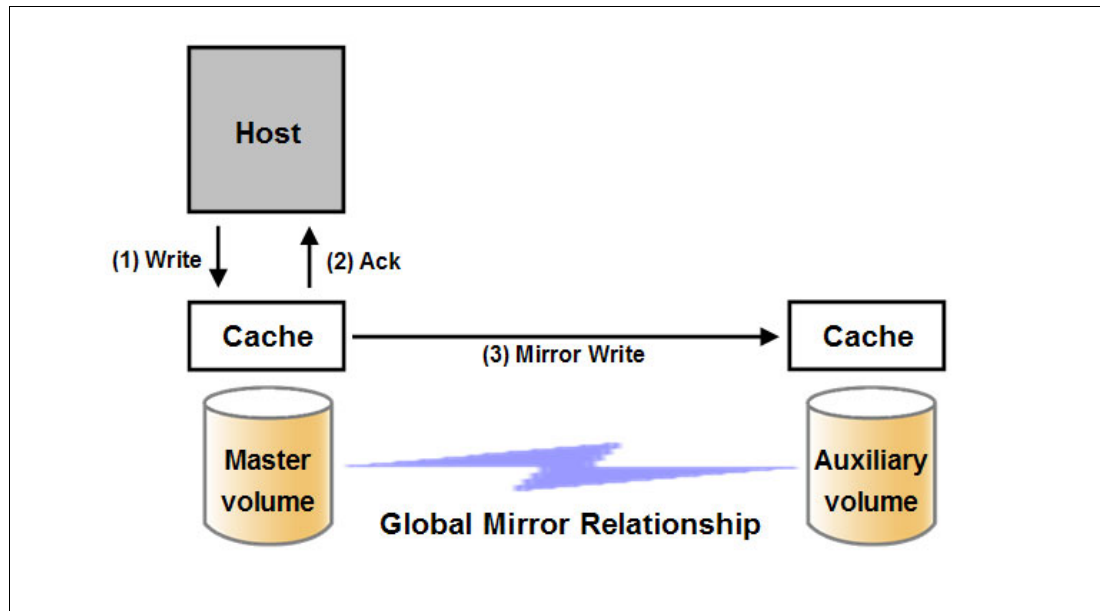 Host
(1) Write
(2) Ack
Cache
(3) Mirror Write
Cache
Master
volume
Auxiliary
volume
Global Mirror Relationship